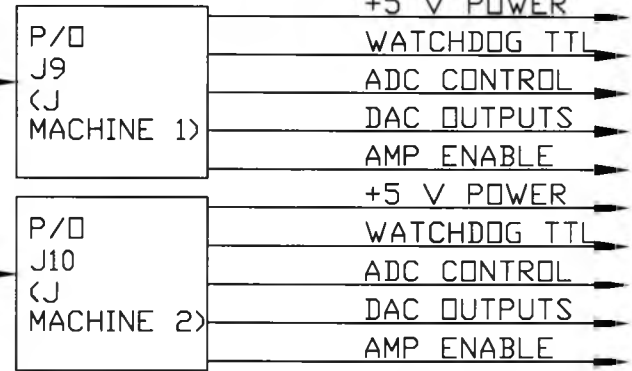 +5 V POWER
P/O
J9
(J
MACHINE 1)
WATCHDOG TTL
ADC CONTROL
DAC OUTPUTS
AMP ENABLE
+5 V POWER
P/O
J10
(J
MACHINE 2)
WATCHDOG TTL
ADC CONTROL
DAC OUTPUTS
AMP ENABLE